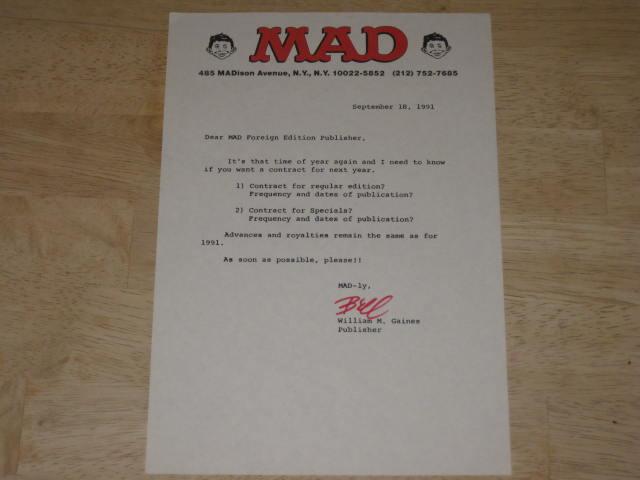 MAD
485 MADison Avenue, N.Y., N.Y. 10022-5852 (212) 752-7685
September 18, 1991
Dear MAD Foreign Edition Publisher,
It's that time of year again and I need to know
if you want a contract for next year.
1) Contract for regular edition?
Frequency and dates of publication?
2) Contract for Specials?
Frequency and dates of publication?
Advances and royalties remain the same as for
1991.
As soon as possible, please!!
MAD-ly,
Bill
William M. Gaines
Publisher